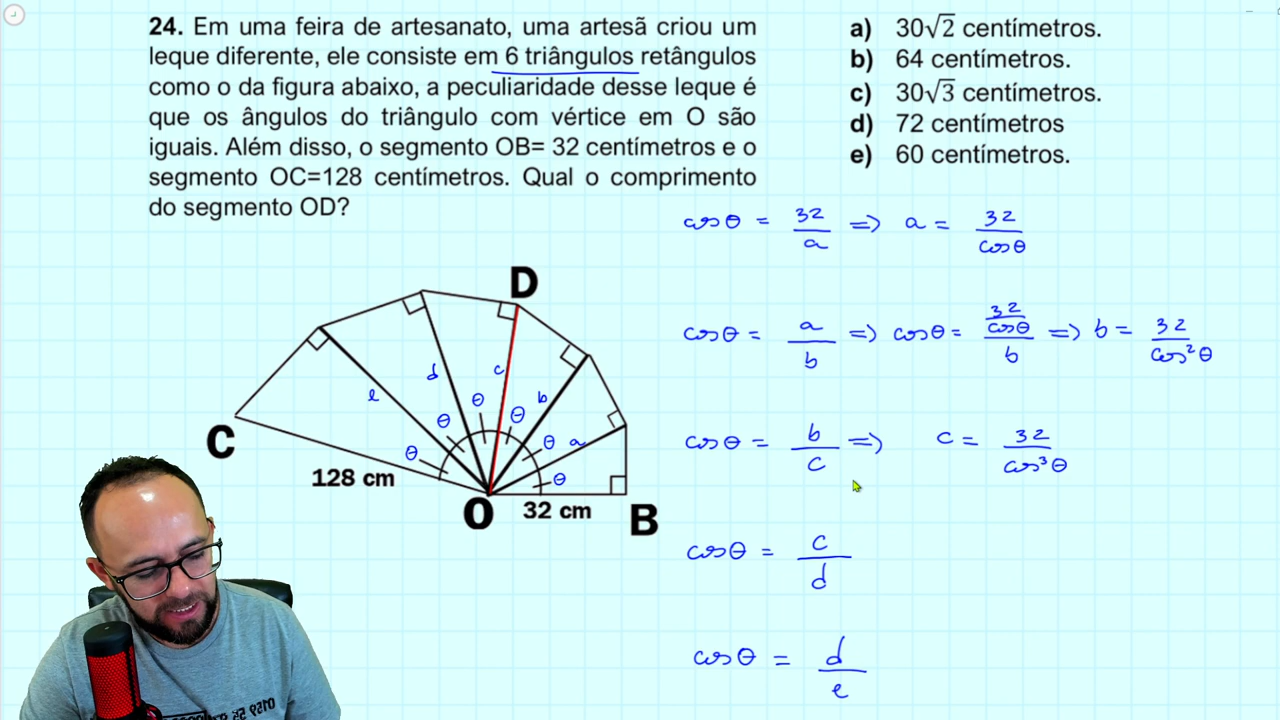 24. Em uma feira de artesanato, uma artesã criou um
leque diferente, ele consiste em 6 triângulos retângulos
como o da figura abaixo, a peculiaridade desse leque é
que os ângulos do triângulo com vértice em O são
iguais. Além disso, o segmento OB= 32 centímetros e o
segmento OC=128 centímetros. Qual o comprimento
do segmento OD?
a) 30√2 centímetros.
b) 64 centímetros.
c) 30√3 centímetros.
d) 72 centímetros
e) 60 centímetros.
cos θ = 32/a => a = 32/cos θ
cos θ = a/b => cos θ = (32/cos θ)/b => b = 32/cos² θ
cos θ = b/c => c = 32/cos³ θ
cos θ = c/d
cos θ = d/e
D
e d c b a
θ θ θ θ θ θ
C
128 cm
O
32 cm
B